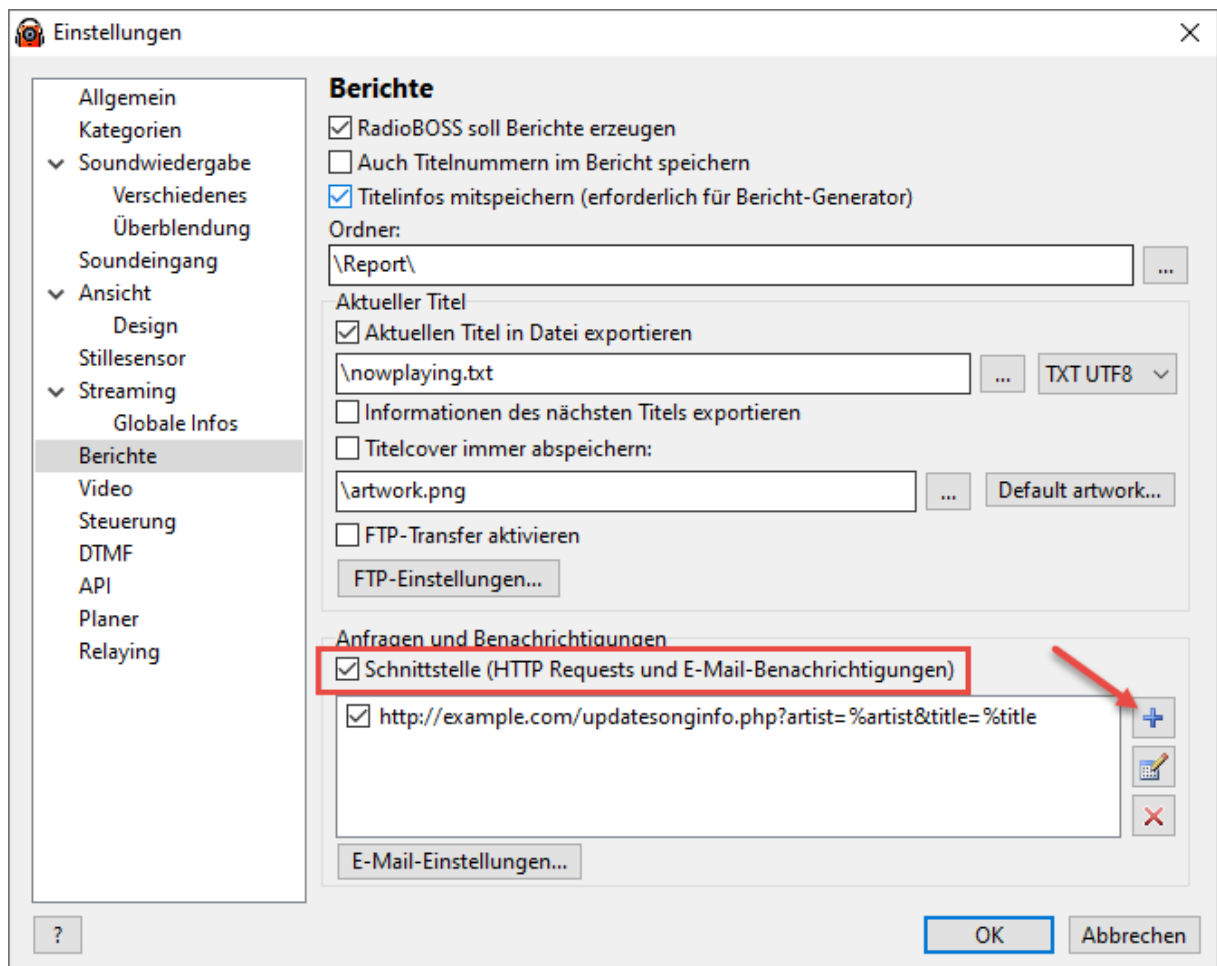 Einstellungen
Allgemein
Kategorien
Soundwiedergabe
Verschiedenes
Überblendung
Soundeingang
Ansicht
Design
Stillesensor
Streaming
Globale Infos
Berichte
Video
Steuerung
DTMF
API
Planer
Relaying
Berichte
RadioBOSS soll Berichte erzeugen
Auch Titelnummern im Bericht speichern
Titelinfos mitspeichern (erforderlich für Bericht-Generator)
Ordner:
\Report\ ...
Aktueller Titel
Aktuellen Titel in Datei exportieren
\nowplaying.txt ... TXT UTF8
Informationen des nächsten Titels exportieren
Titelcover immer abspeichern:
\artwork.png ... Default artwork...
FTP-Transfer aktivieren
FTP-Einstellungen...
Anfragen und Benachrichtigungen
Schnittstelle (HTTP Requests und E-Mail-Benachrichtigungen)
http://example.com/updatesonginfo.php?artist=%artist&title=%title
E-Mail-Einstellungen...
? OK Abbrechen